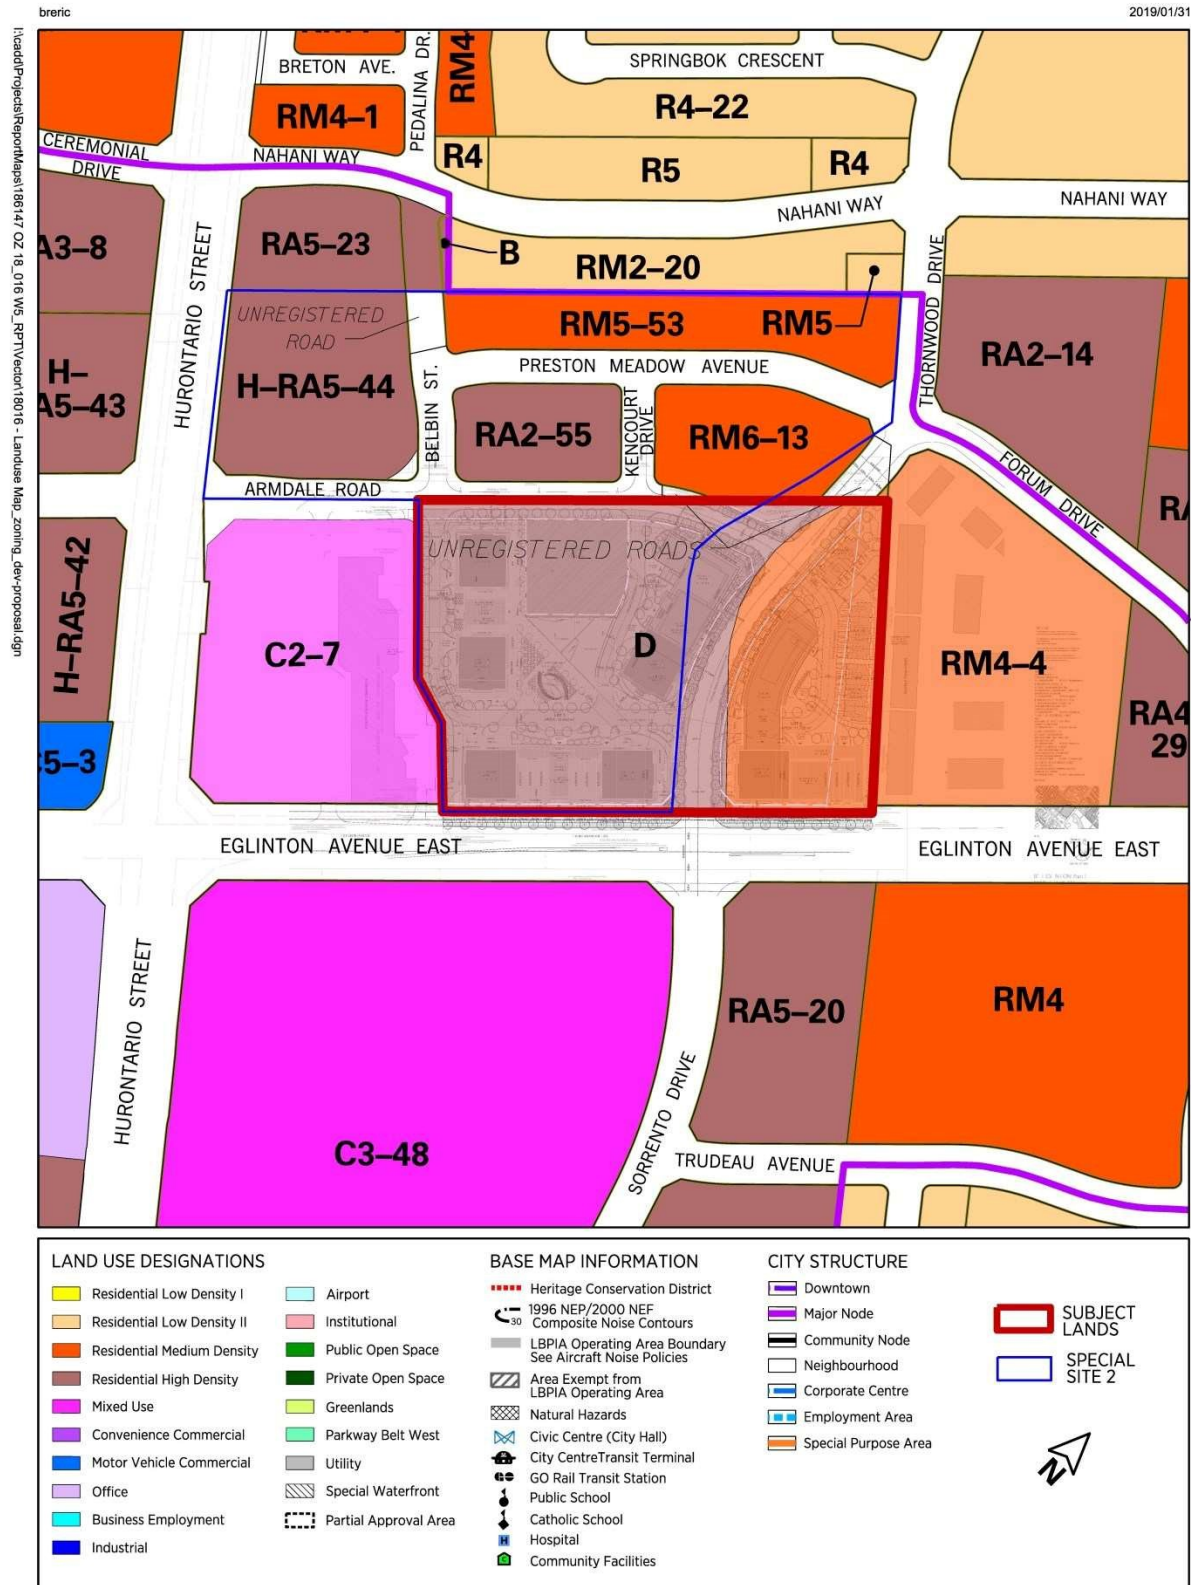 breric
2019/01/31
I:\cadd\Projects\ReportMaps\186147 OZ 18_016 W5_RPT\Vector\18016 - Landuse Map_zoning_dev-proposal.dgn
BRETON AVE.
PEDALINA DR.
RM4
SPRINGBOK CRESCENT
RM4-1
R4-22
CEREMONIAL
DRIVE
NAHANI WAY
R4
R5
R4
NAHANI WAY
NAHANI WAY
A3-8
HURONTARIO STREET
RA5-23
B
RM2-20
THORNWOOD DRIVE
UNREGISTERED
ROAD
RM5-53
RM5
RA2-14
H-
A5-43
H-RA5-44
BELBIN ST.
PRESTON MEADOW AVENUE
RA2-55
KENCOURT
DRIVE
RM6-13
FORUM DRIVE
RA
ARMDALE ROAD
UNREGISTERED ROADS
H-RA5-42
C2-7
D
RM4-4
RA4
29
C5-3
EGLINTON AVENUE EAST
EGLINTON AVENUE EAST
HURONTARIO STREET
RA5-20
RM4
C3-48
SORRENTO DRIVE
TRUDEAU AVENUE
LAND USE DESIGNATIONS
Residential Low Density I
Residential Low Density II
Residential Medium Density
Residential High Density
Mixed Use
Convenience Commercial
Motor Vehicle Commercial
Office
Business Employment
Industrial
Airport
Institutional
Public Open Space
Private Open Space
Greenlands
Parkway Belt West
Utility
Special Waterfront
Partial Approval Area
BASE MAP INFORMATION
Heritage Conservation District
1996 NEP/2000 NEF
Composite Noise Contours
30
LBPIA Operating Area Boundary
See Aircraft Noise Policies
Area Exempt from
LBPIA Operating Area
Natural Hazards
Civic Centre (City Hall)
City CentreTransit Terminal
GO Rail Transit Station
Public School
Catholic School
H
Hospital
Community Facilities
CITY STRUCTURE
Downtown
Major Node
Community Node
Neighbourhood
Corporate Centre
Employment Area
Special Purpose Area
SUBJECT
LANDS
SPECIAL
SITE 2
N